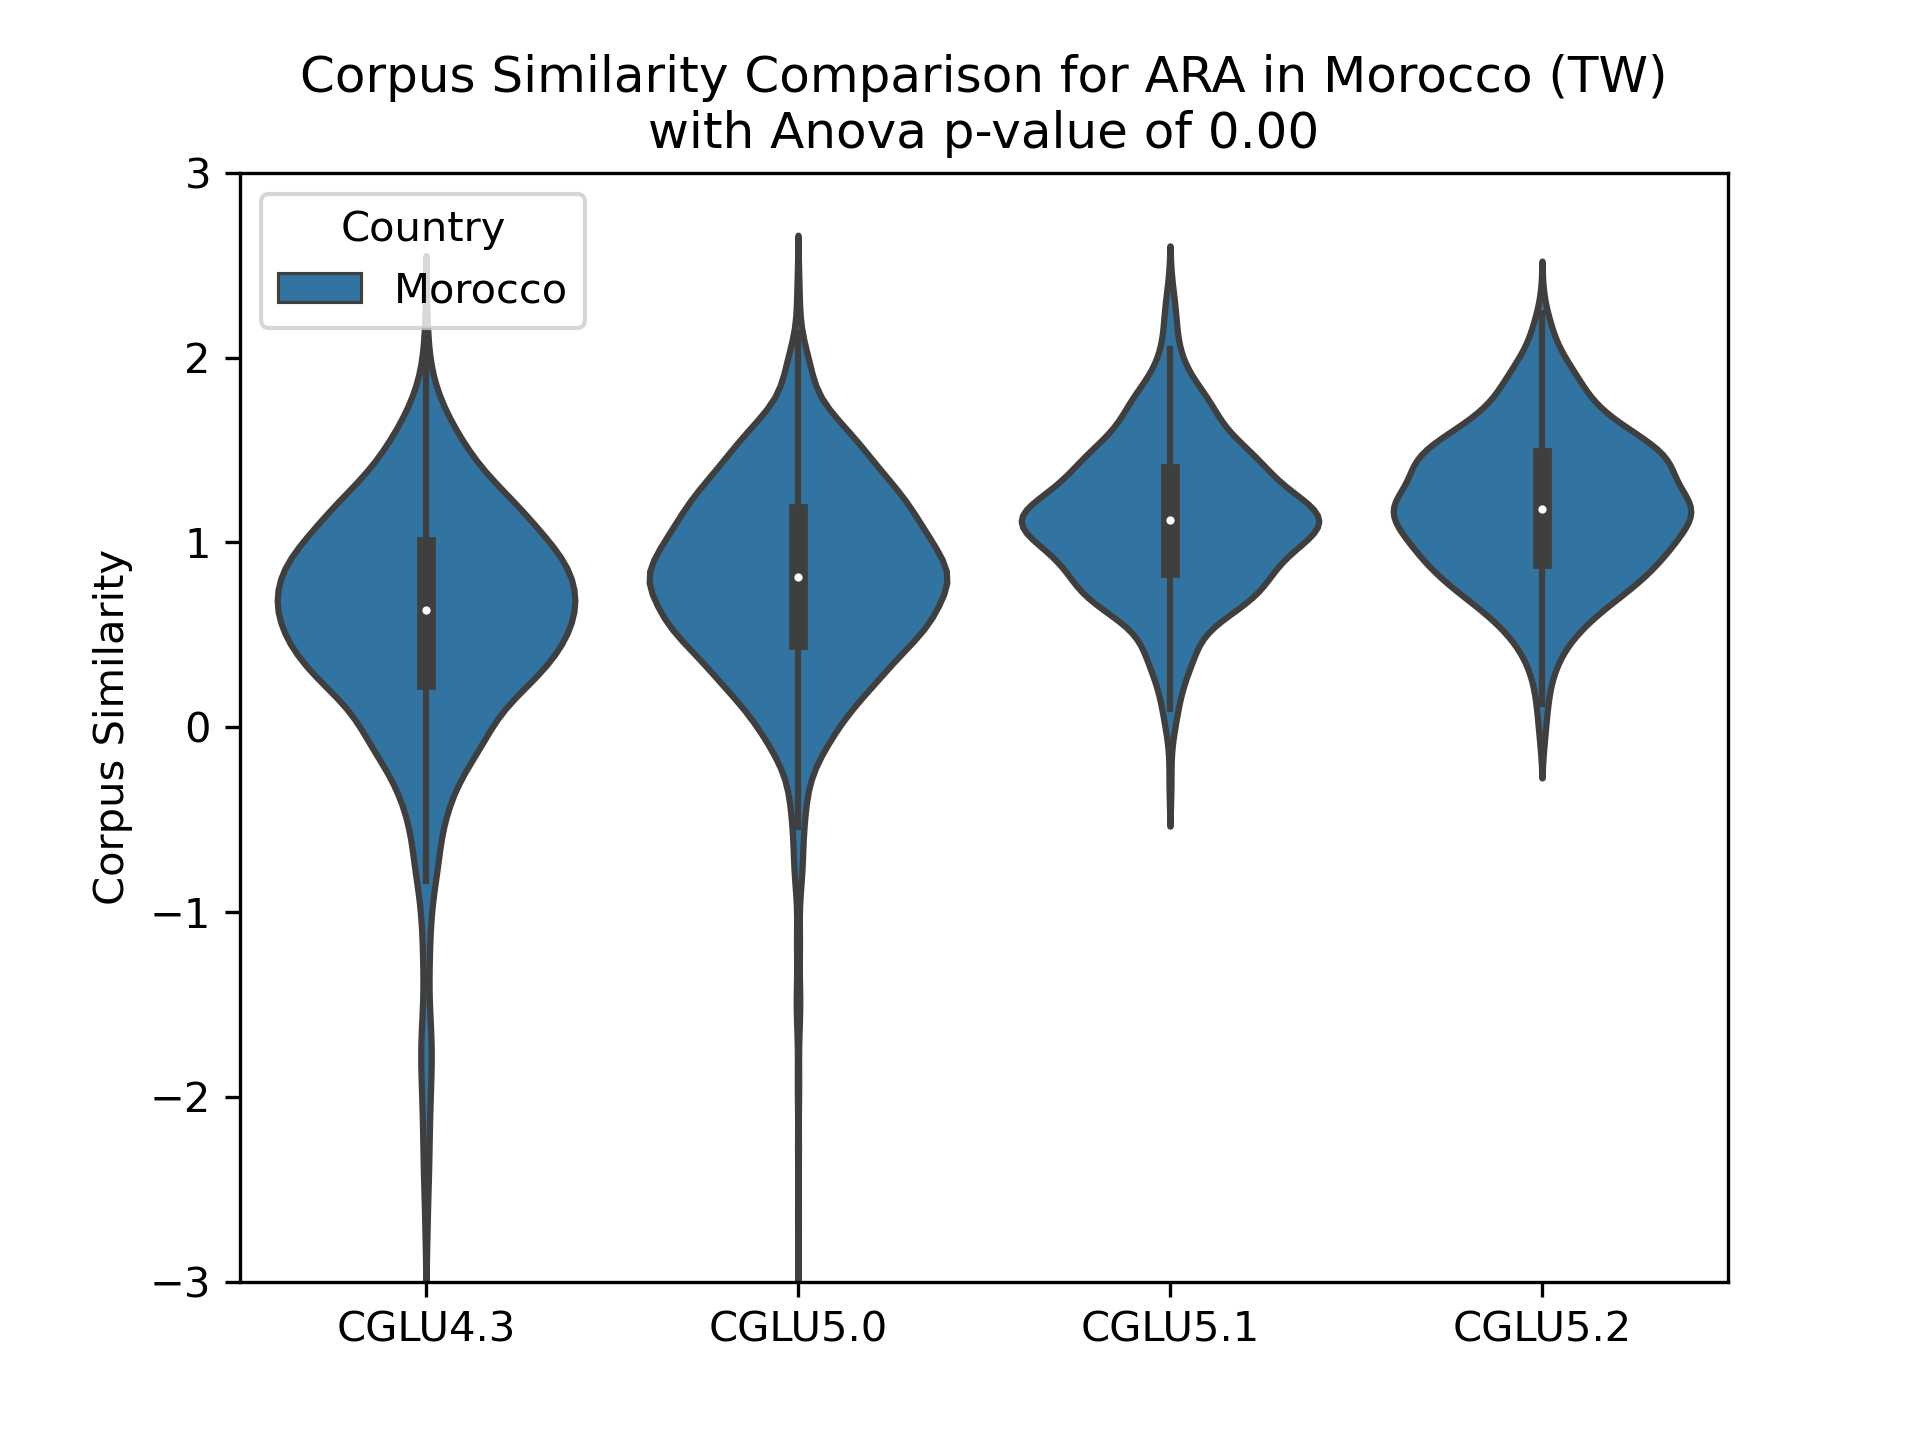 Corpus Similarity Comparison for ARA in Morocco (TW)
with Anova p-value of 0.00
Country
Morocco
Corpus Similarity
3
2
1
0
−1
−2
−3
CGLU4.3
CGLU5.0
CGLU5.1
CGLU5.2